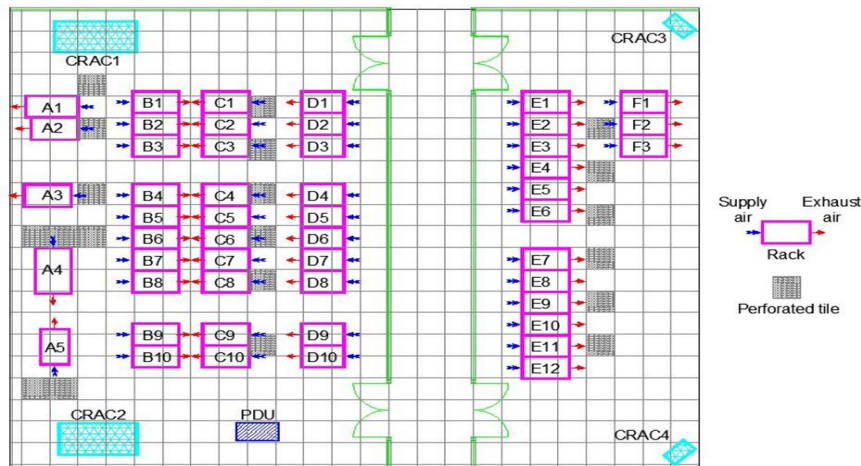 CRAC1
CRAC3
A1
A2
B1
B2
B3
C1
C2
C3
D1
D2
D3
E1
E2
E3
E4
E5
E6
F1
F2
F3
A3
A4
A5
B4
B5
B6
B7
B8
C4
C5
C6
C7
C8
D4
D5
D6
D7
D8
E7
E8
E9
E10
E11
E12
B9
B10
C9
C10
D9
D10
CRAC2
PDU
CRAC4
Supply
air
Exhaust
air
Rack
Perforated tile